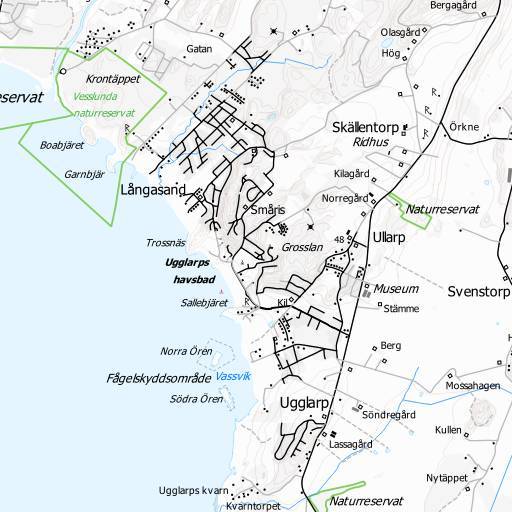 Bergagård
Olasgård
Gatan
Hög
Krontäppet
eservat
Vesslunda
naturreservat
R
R
Skällentorp
Örkne
Ridhus
Boabjäret
Garnbjär
Kilagård
Långasand
Norregård
Småris
Naturreservat
Trossnäs
Grosslan
48
Ullarp
Ugglarps
havsbad
Museum
Svenstorp
Sallebjäret
R
Kil
Stämme
Norra Ören
Berg
Fågelskyddsområde
Vassvik
Mossahagen
Södra Ören
Ugglarp
Söndregård
Kullen
Lassagård
Nytäppet
Ugglarps kvarn
Naturreservat
Kvarntorpet